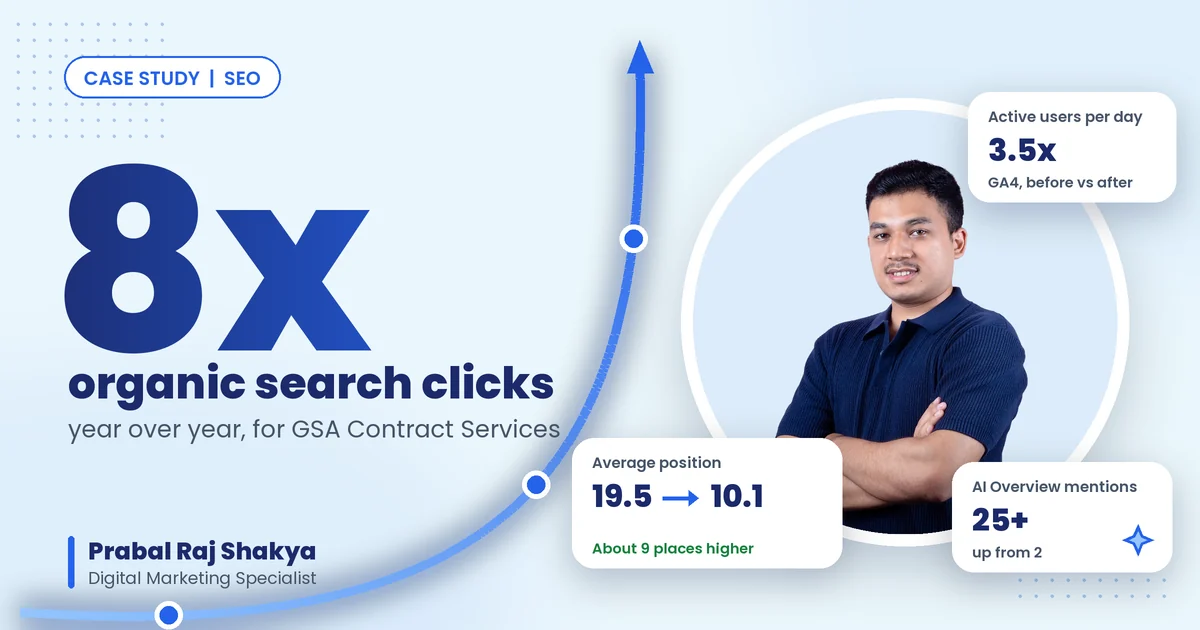 CASE STUDY | SEO
8x
organic search clicks
year over year, for GSA Contract Services
Prabal Raj Shakya
Digital Marketing Specialist
Active users per day
3.5x
GA4, before vs after
Average position
19.5 → 10.1
About 9 places higher
AI Overview mentions
25+
up from 2